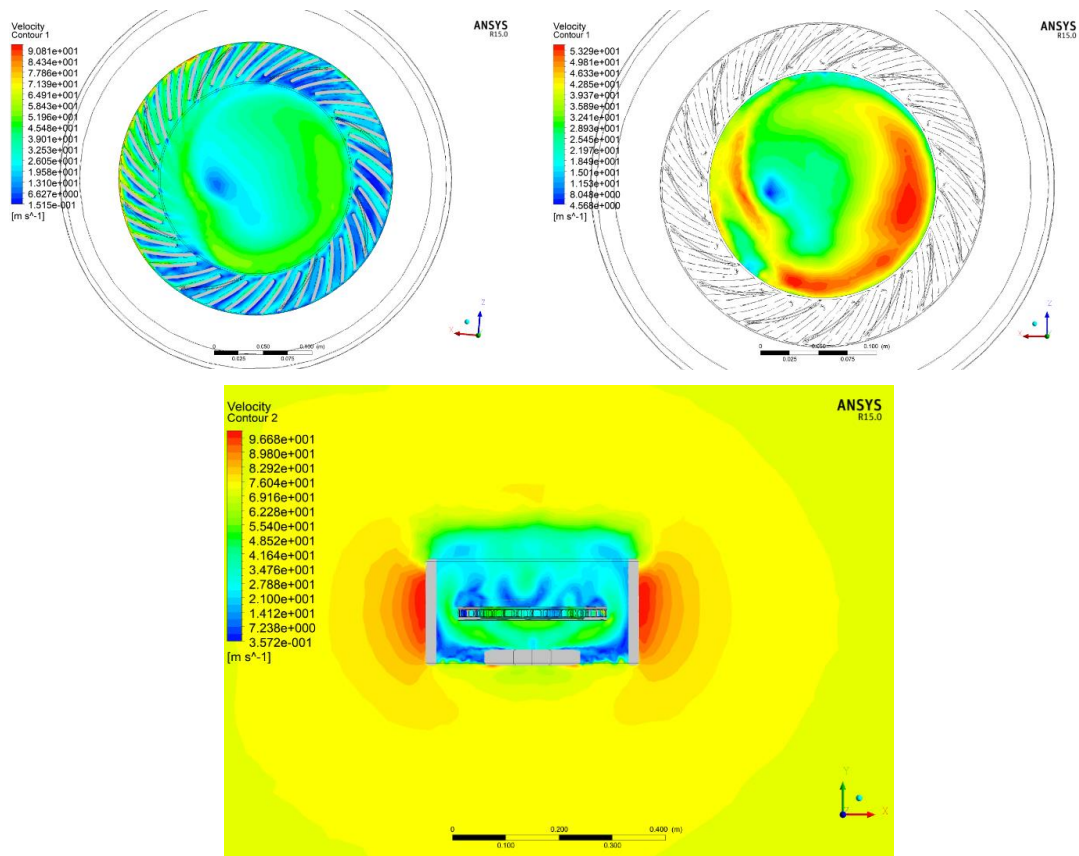 Velocity
Contour 1
9.081e+001
8.434e+001
7.786e+001
7.139e+001
6.491e+001
5.843e+001
5.196e+001
4.548e+001
3.901e+001
3.253e+001
2.605e+001
1.958e+001
1.310e+001
6.627e+000
1.515e-001
[m s^-1]
ANSYS
R15.0
X
Z
0
0.050
0.100 (m)
0.025
0.075
Velocity
Contour 1
5.329e+001
4.981e+001
4.633e+001
4.285e+001
3.937e+001
3.589e+001
3.241e+001
2.893e+001
2.545e+001
2.197e+001
1.849e+001
1.501e+001
1.153e+001
8.048e+000
4.568e+000
[m s^-1]
ANSYS
R15.0
X
Z
0
0.050
0.100 (m)
0.025
0.075
Velocity
Contour 2
9.668e+001
8.980e+001
8.292e+001
7.604e+001
6.916e+001
6.228e+001
5.540e+001
4.852e+001
4.164e+001
3.476e+001
2.788e+001
2.100e+001
1.412e+001
7.238e+000
3.572e-001
[m s^-1]
ANSYS
R15.0
Y
X
0
0.200
0.400 (m)
0.100
0.300